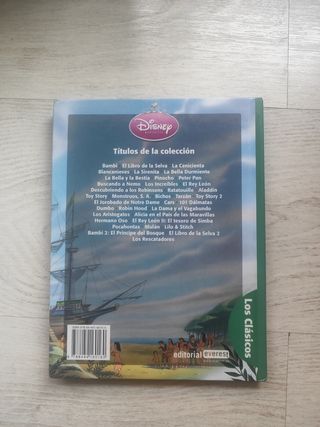 Disney
Títulos de la colección
Bambi El Libro de la Selva La Cenicienta
Blancanieves La Sirenita La Bella Durmiente
La Bella y la Bestia Pinocho Peter Pan
Buscando a Nemo Los Increíbles El Rey León
Descubriendo a los Robinsons Ratatouille Aladdin
Toy Story Monstruos, S. A. Bichos Tarzán Toy Story 2
El Jorobado de Notre Dame Cars 101 Dálmatas
Dumbo Robin Hood La Dama y el Vagabundo
Los Aristogatos Alicia en el País de las Maravillas
Hermano Oso El Rey León II: El tesoro de Simba
Pocahontas Mulán Lilo & Stitch
Bambi 2: El Príncipe del Bosque El Libro de la Selva 2
Los Rescatadores
Los Clásicos
editorial everest